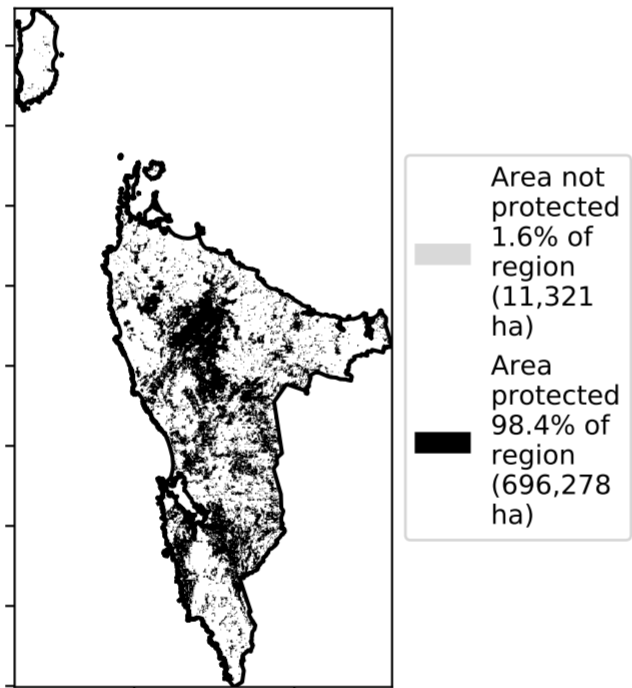 Area not
protected
1.6% of
region
(11,321
ha)
Area
protected
98.4% of
region
(696,278
ha)